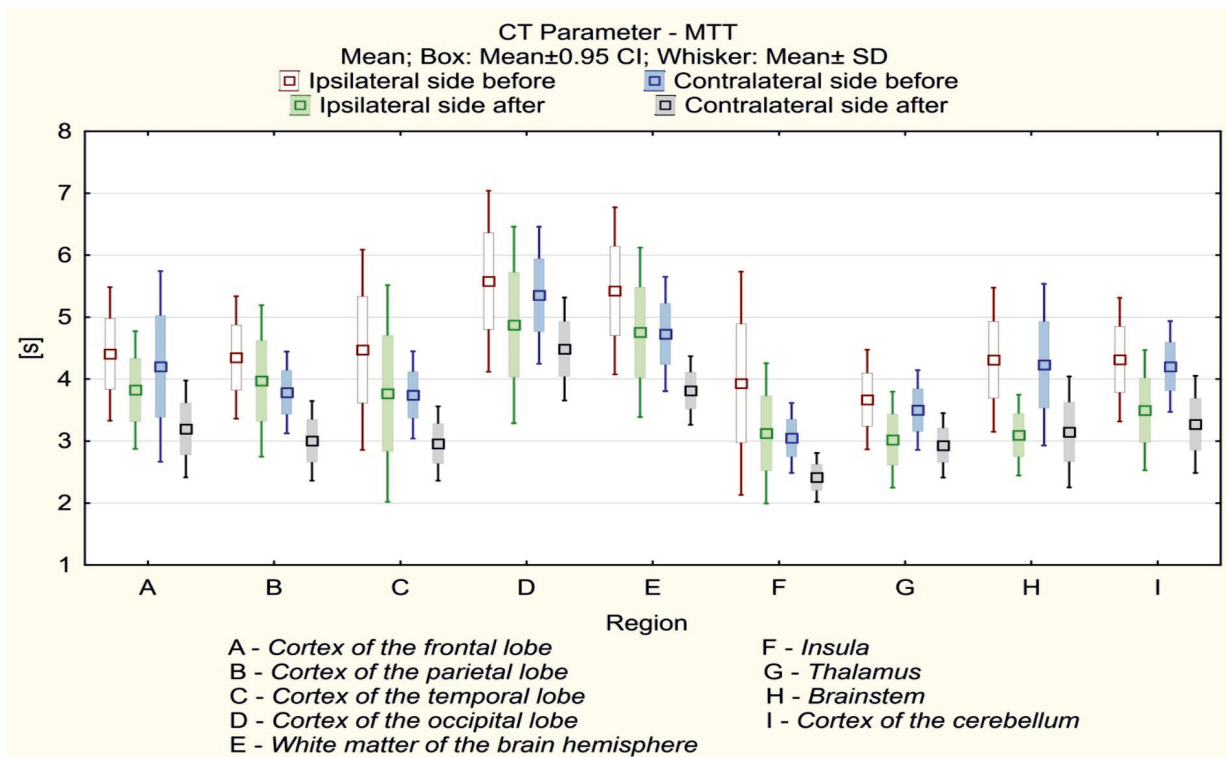 CT Parameter - MTT
Mean; Box: Mean±0.95 CI; Whisker: Mean± SD
Ipsilateral side before Contralateral side before
Ipsilateral side after Contralateral side after
8
7
6
5
[s]
4
3
2
1
A B C D E F G H I
Region
A - Cortex of the frontal lobe F - Insula
B - Cortex of the parietal lobe G - Thalamus
C - Cortex of the temporal lobe H - Brainstem
D - Cortex of the occipital lobe I - Cortex of the cerebellum
E - White matter of the brain hemisphere